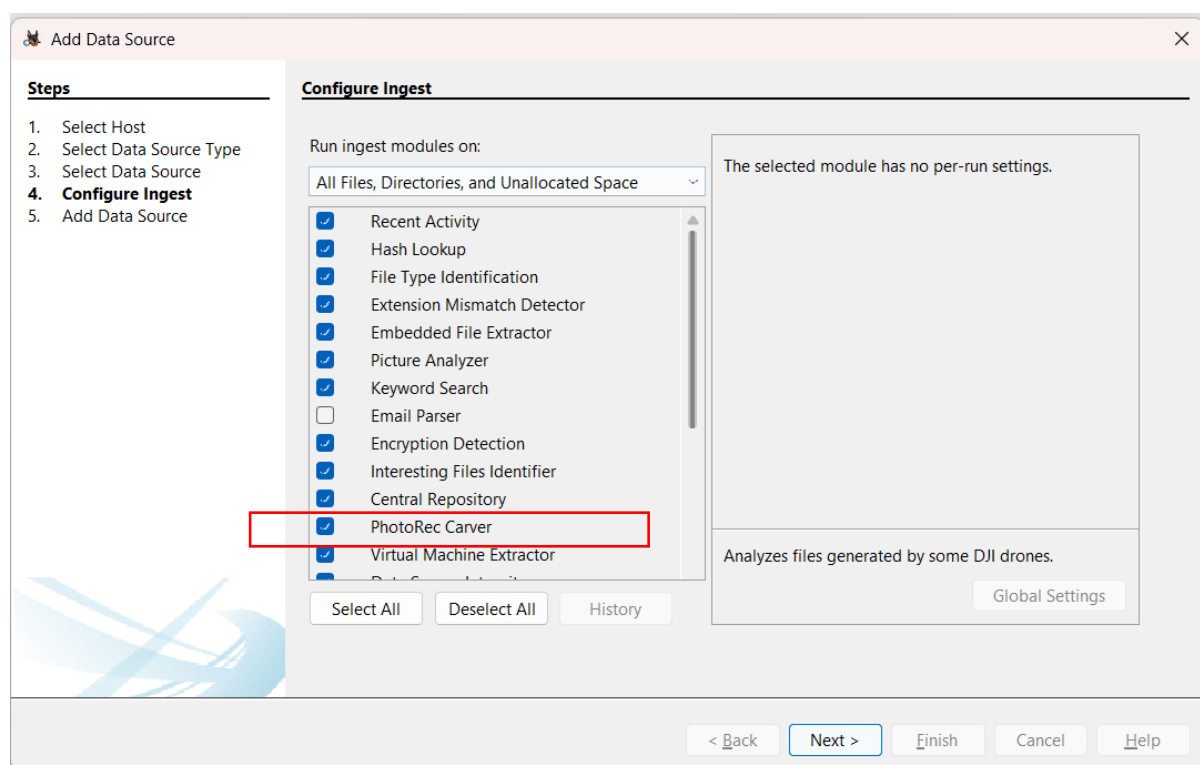 Add Data Source
Steps
1. Select Host
2. Select Data Source Type
3. Select Data Source
4. Configure Ingest
5. Add Data Source
Configure Ingest
Run ingest modules on:
All Files, Directories, and Unallocated Space
Recent Activity
Hash Lookup
File Type Identification
Extension Mismatch Detector
Embedded File Extractor
Picture Analyzer
Keyword Search
Email Parser
Encryption Detection
Interesting Files Identifier
Central Repository
PhotoRec Carver
Virtual Machine Extractor
Select All Deselect All History
The selected module has no per-run settings.
Analyzes files generated by some DJI drones.
Global Settings
< Back Next > Finish Cancel Help